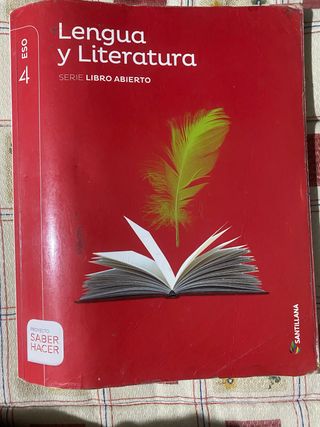 Lengua
y Literatura
SERIE LIBRO ABIERTO
ESO
4
PROYECTO
SABER
HACER
SANTILLANA